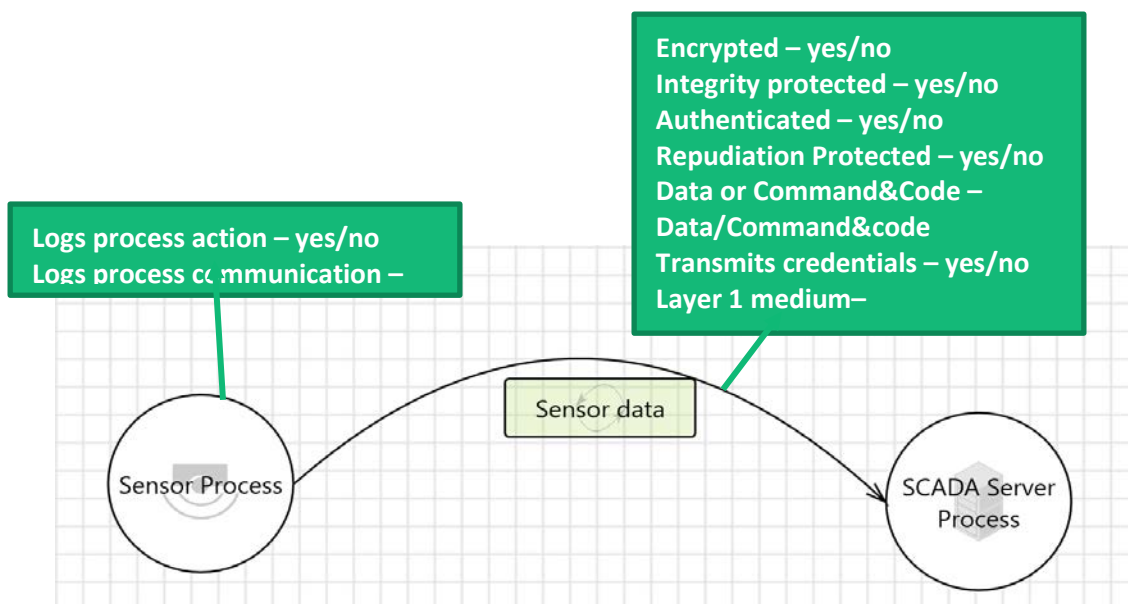 Encrypted – yes/no
Integrity protected – yes/no
Authenticated – yes/no
Repudiation Protected – yes/no
Data or Command&Code –
Data/Command&code
Transmits credentials – yes/no
Layer 1 medium–
Logs process action – yes/no
Logs process communication –
Sensor data
Sensor Process
SCADA Server
Process